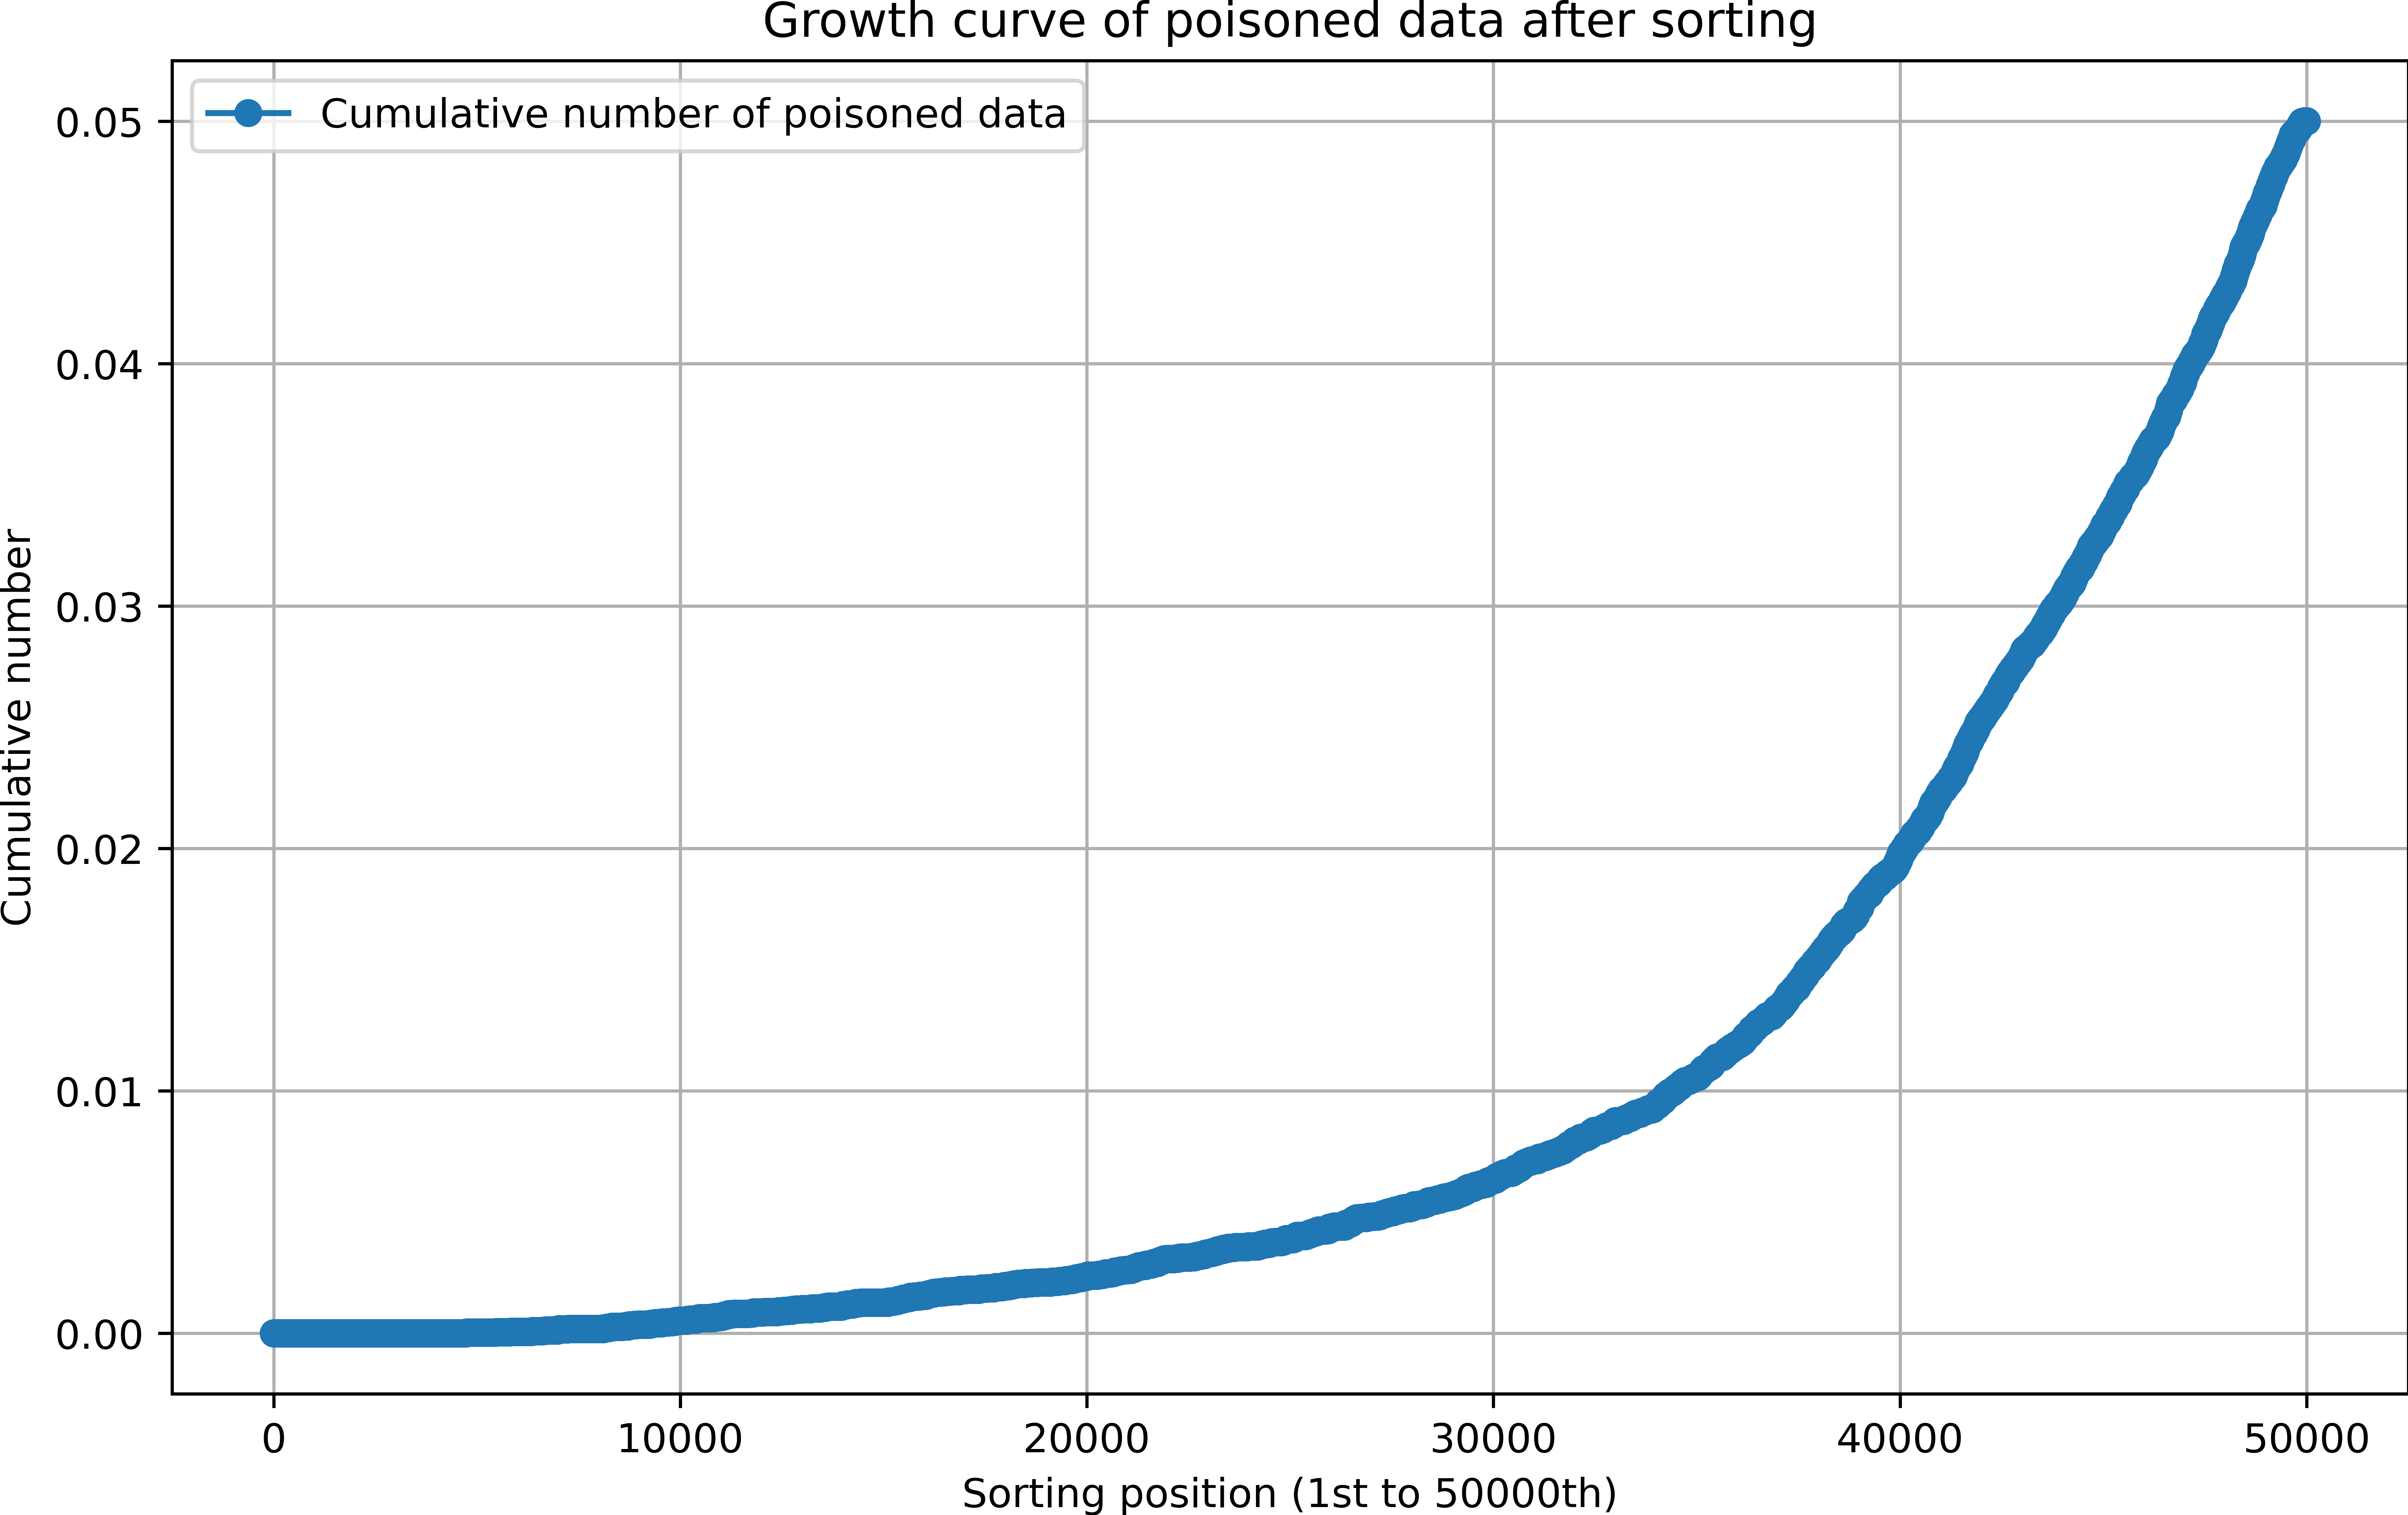 Growth curve of poisoned data after sorting
Cumulative number of poisoned data
0.05
0.04
0.03
0.02
0.01
0.00
Cumulative number
0 10000 20000 30000 40000 50000
Sorting position (1st to 50000th)